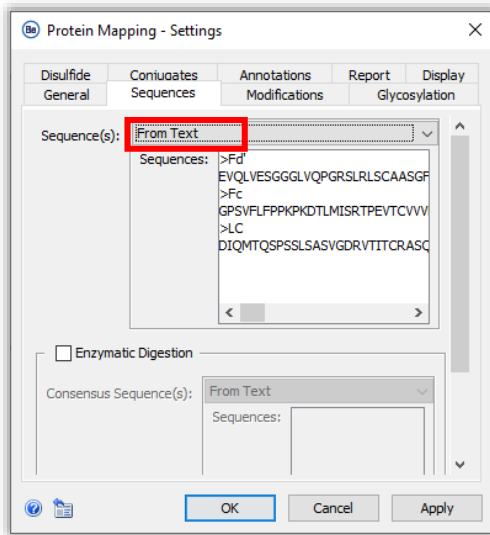 Be Protein Mapping - Settings
Disulfide Conjugates Annotations Report Display
General Sequences Modifications Glycosylation
Sequence(s): From Text
Sequences: >Fd'
EVQLVESGGGLVQPGRSLRLSCAASGF
>Fc
GPSVFLFPPKPKDTLMISRTPEVTCVVV
>LC
DIQMTQSPSSLSASVGDRVTITCRASQ
Enzymatic Digestion
Consensus Sequence(s): From Text
Sequences:
OK Cancel Apply